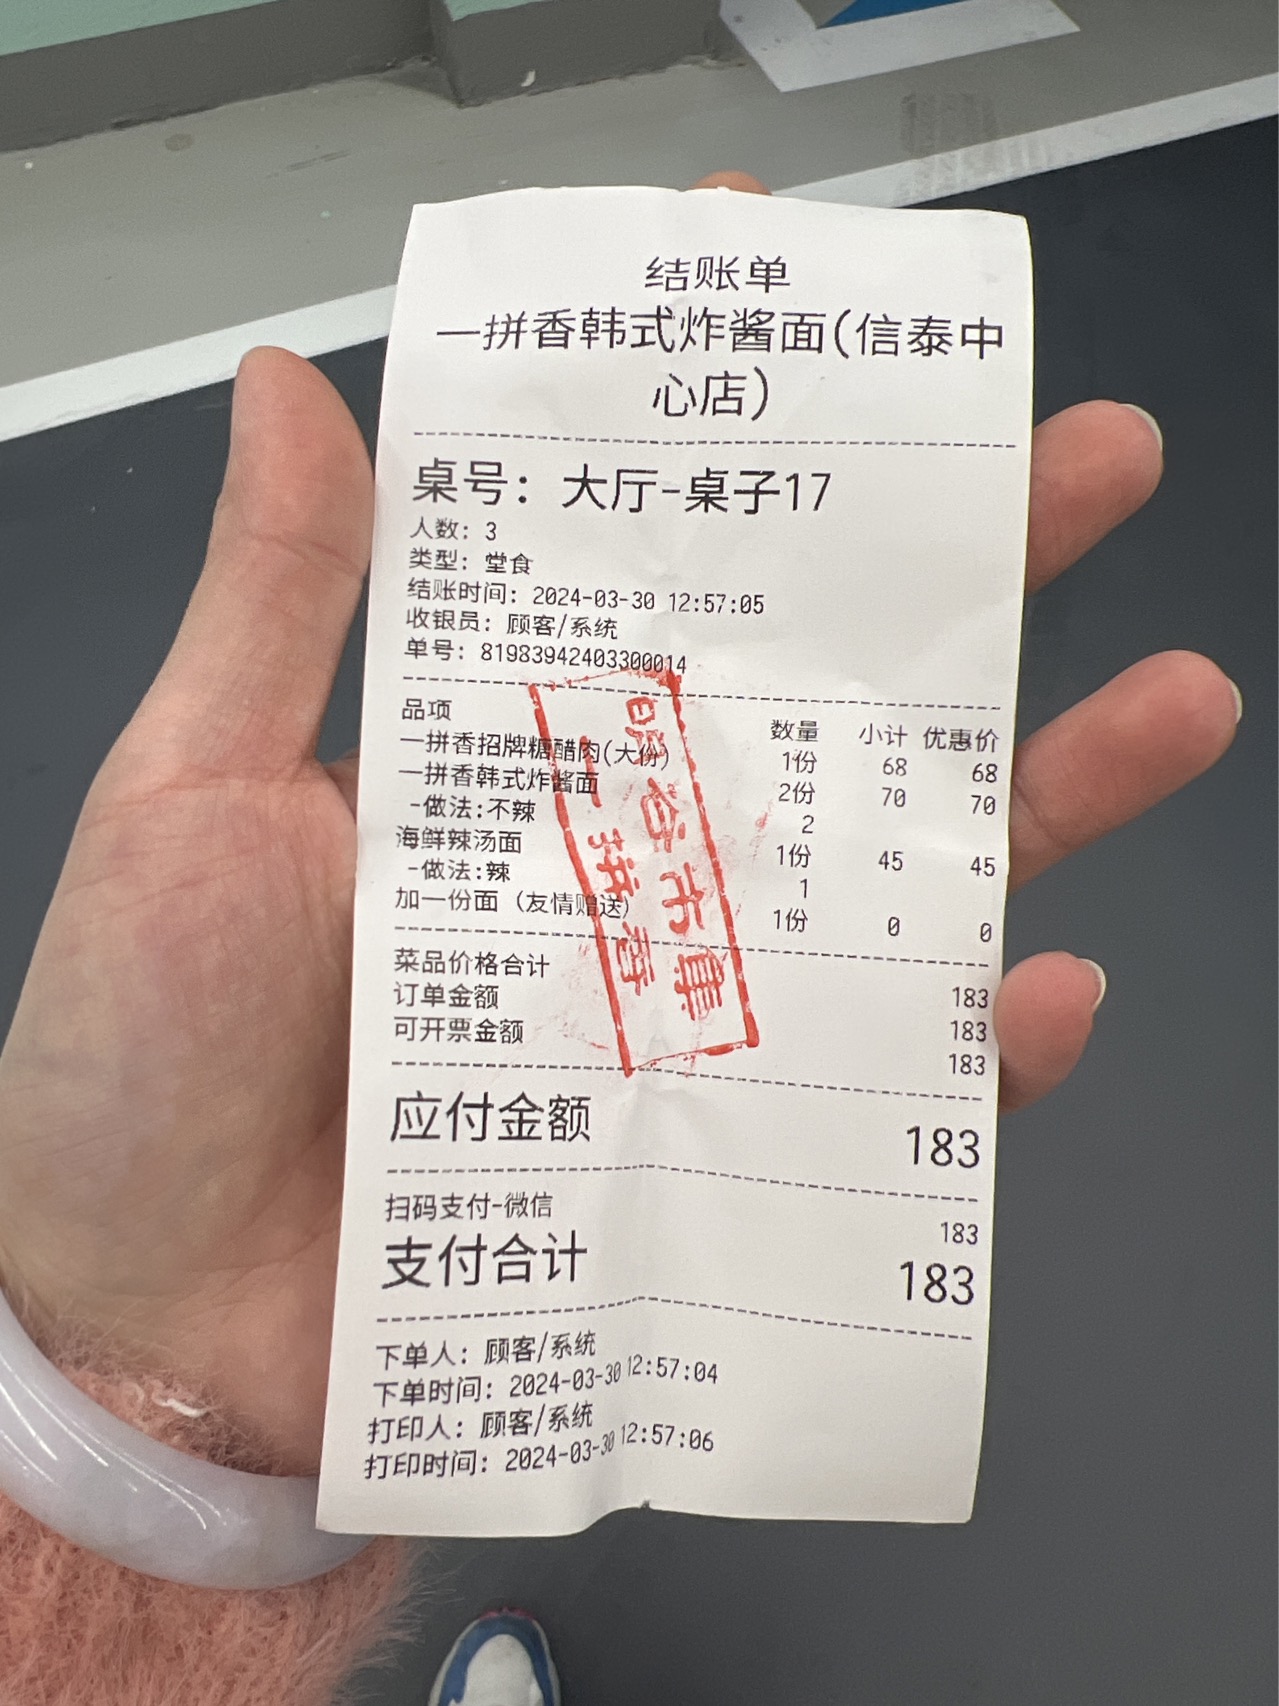 结账单
一拼香韩式炸酱面(信泰中
心店)
桌号: 大厅-桌子17
人数: 3
类型: 堂食
结账时间: 2024-03-30 12:57:05
收银员: 顾客/系统
单号: 819839424033​00014
品项 数量 小计 优惠价
一拼香招牌糖醋肉(大份) 1份 68 68
一拼香韩式炸酱面 2份 70 70
-做法:不辣 2
海鲜辣汤面 1份 45 45
-做法:辣 1
加一份面 (友情赠送) 1份 0 0
菜品价格合计 183
订单金额 183
可开票金额 183
应付金额 183
扫码支付-微信 183
支付合计 183
下单人: 顾客/系统
下单时间: 2024-03-30 12:57:04
打印人: 顾客/系统
打印时间: 2024-03-30 12:57:06
谷市集
一拼香